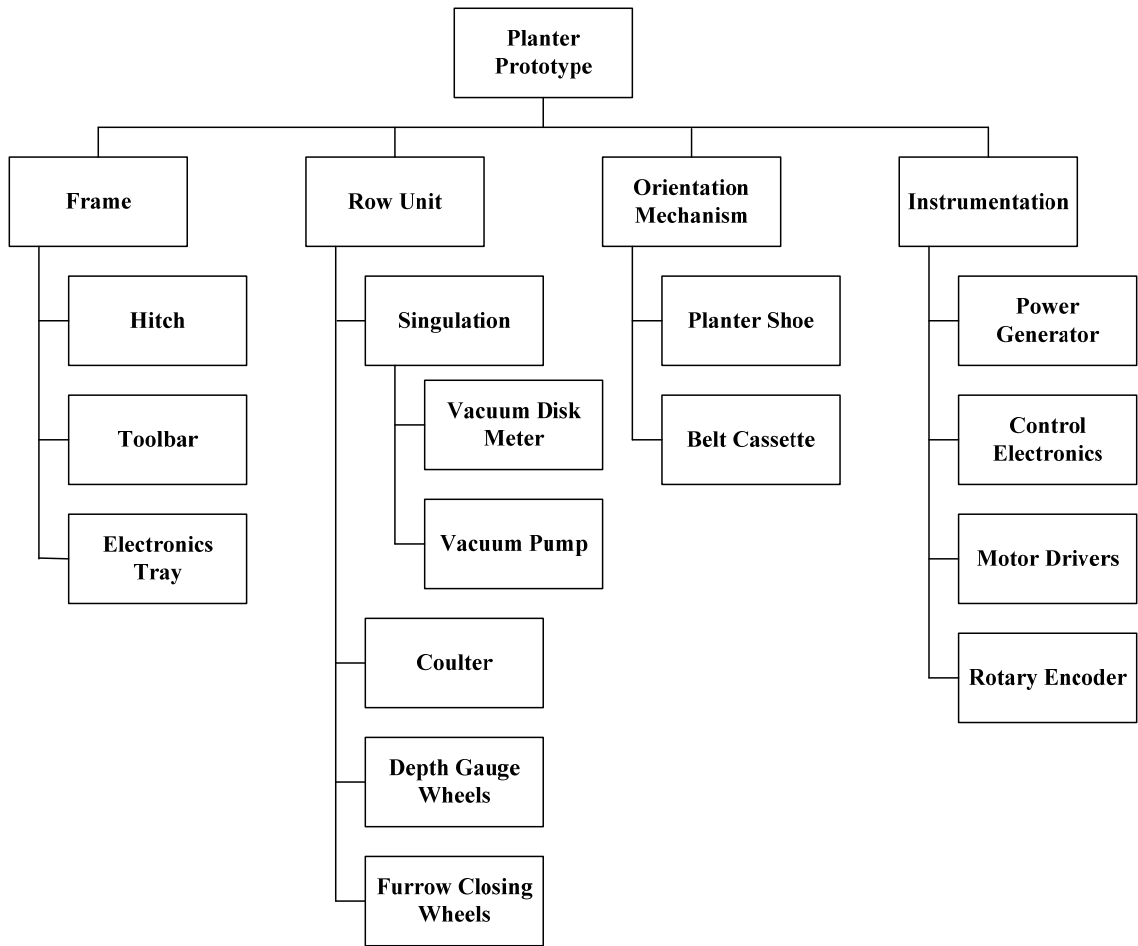 Planter
Prototype
Frame
Row Unit
Orientation
Mechanism
Instrumentation
Hitch
Toolbar
Electronics
Tray
Singulation
Vacuum Disk
Meter
Vacuum Pump
Coulter
Depth Gauge
Wheels
Furrow Closing
Wheels
Planter Shoe
Belt Cassette
Power
Generator
Control
Electronics
Motor Drivers
Rotary Encoder